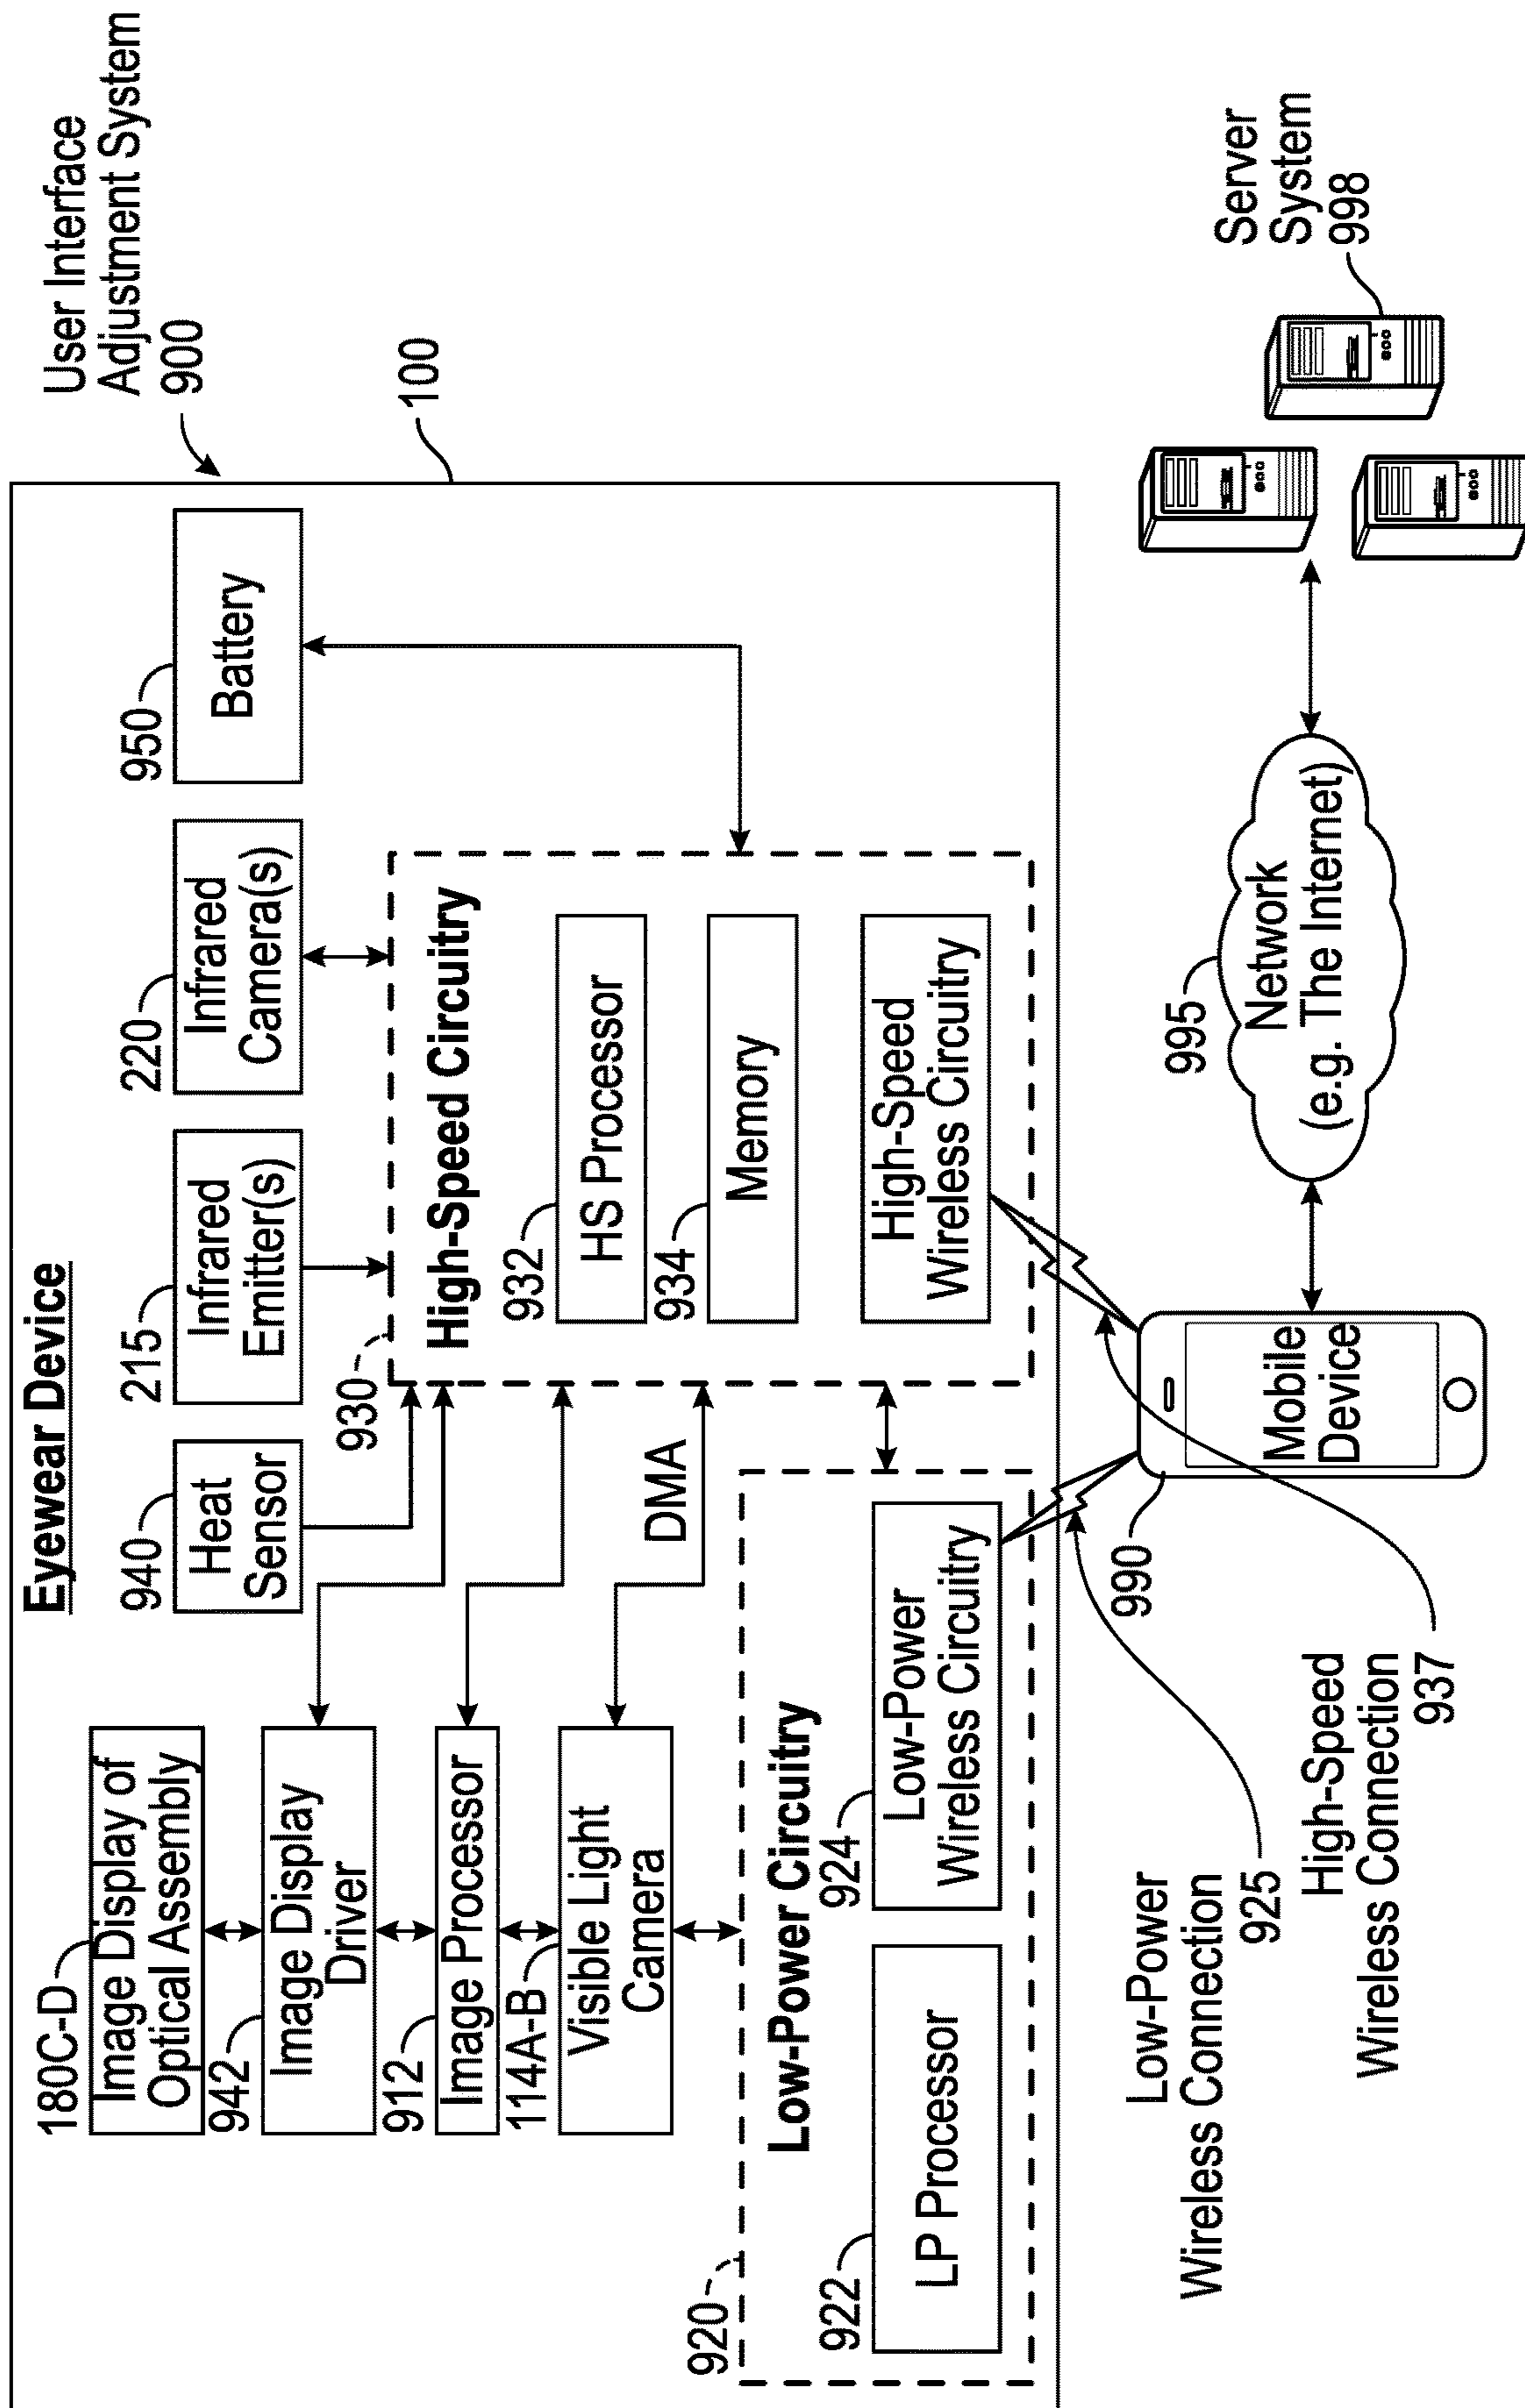 Eyewear Device
User Interface
Adjustment System
900
100
180C-D
Image Display of
Optical Assembly
942
Image Display
Driver
912
Image Processor
114A-B
Visible Light
Camera
940
Heat
Sensor
215
Infrared
Emitter(s)
220
Infrared
Camera(s)
950
Battery
930
High-Speed Circuitry
932
HS Processor
934
Memory
High-Speed
Wireless Circuitry
DMA
920
Low-Power Circuitry
922
LP Processor
924
Low-Power
Wireless Circuitry
Low-Power
Wireless Connection
925
High-Speed
Wireless Connection
937
990
Mobile
Device
995
Network
(e.g. The Internet)
Server
System
998